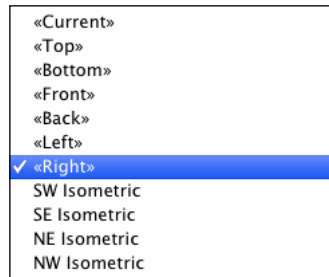 «Current»
«Top»
«Bottom»
«Front»
«Back»
«Left»
✓ «Right»
SW Isometric
SE Isometric
NE Isometric
NW Isometric